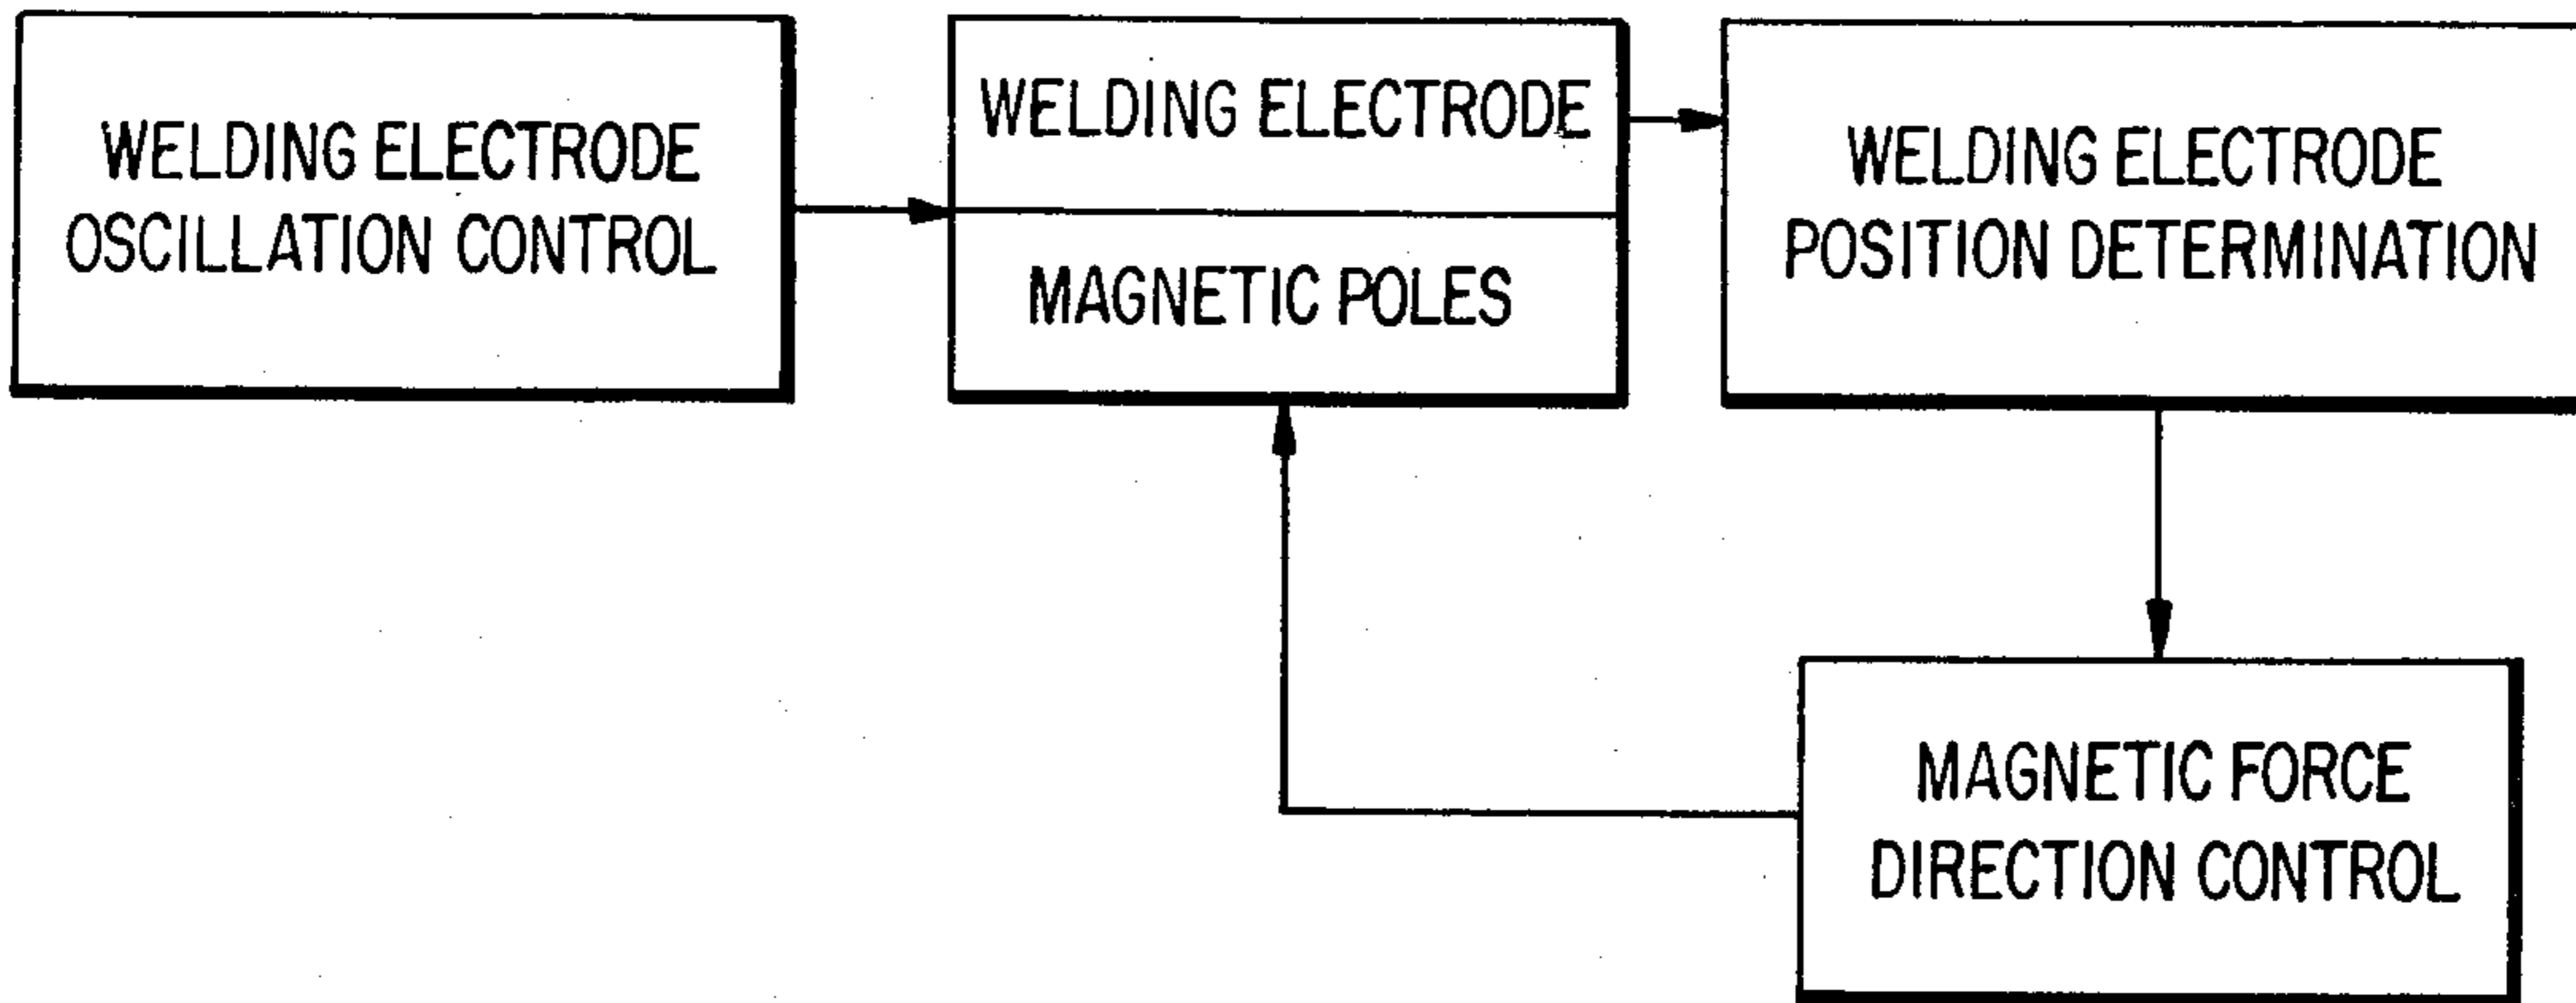 WELDING ELECTRODE
OSCILLATION CONTROL
WELDING ELECTRODE
MAGNETIC POLES
WELDING ELECTRODE
POSITION DETERMINATION
MAGNETIC FORCE
DIRECTION CONTROL